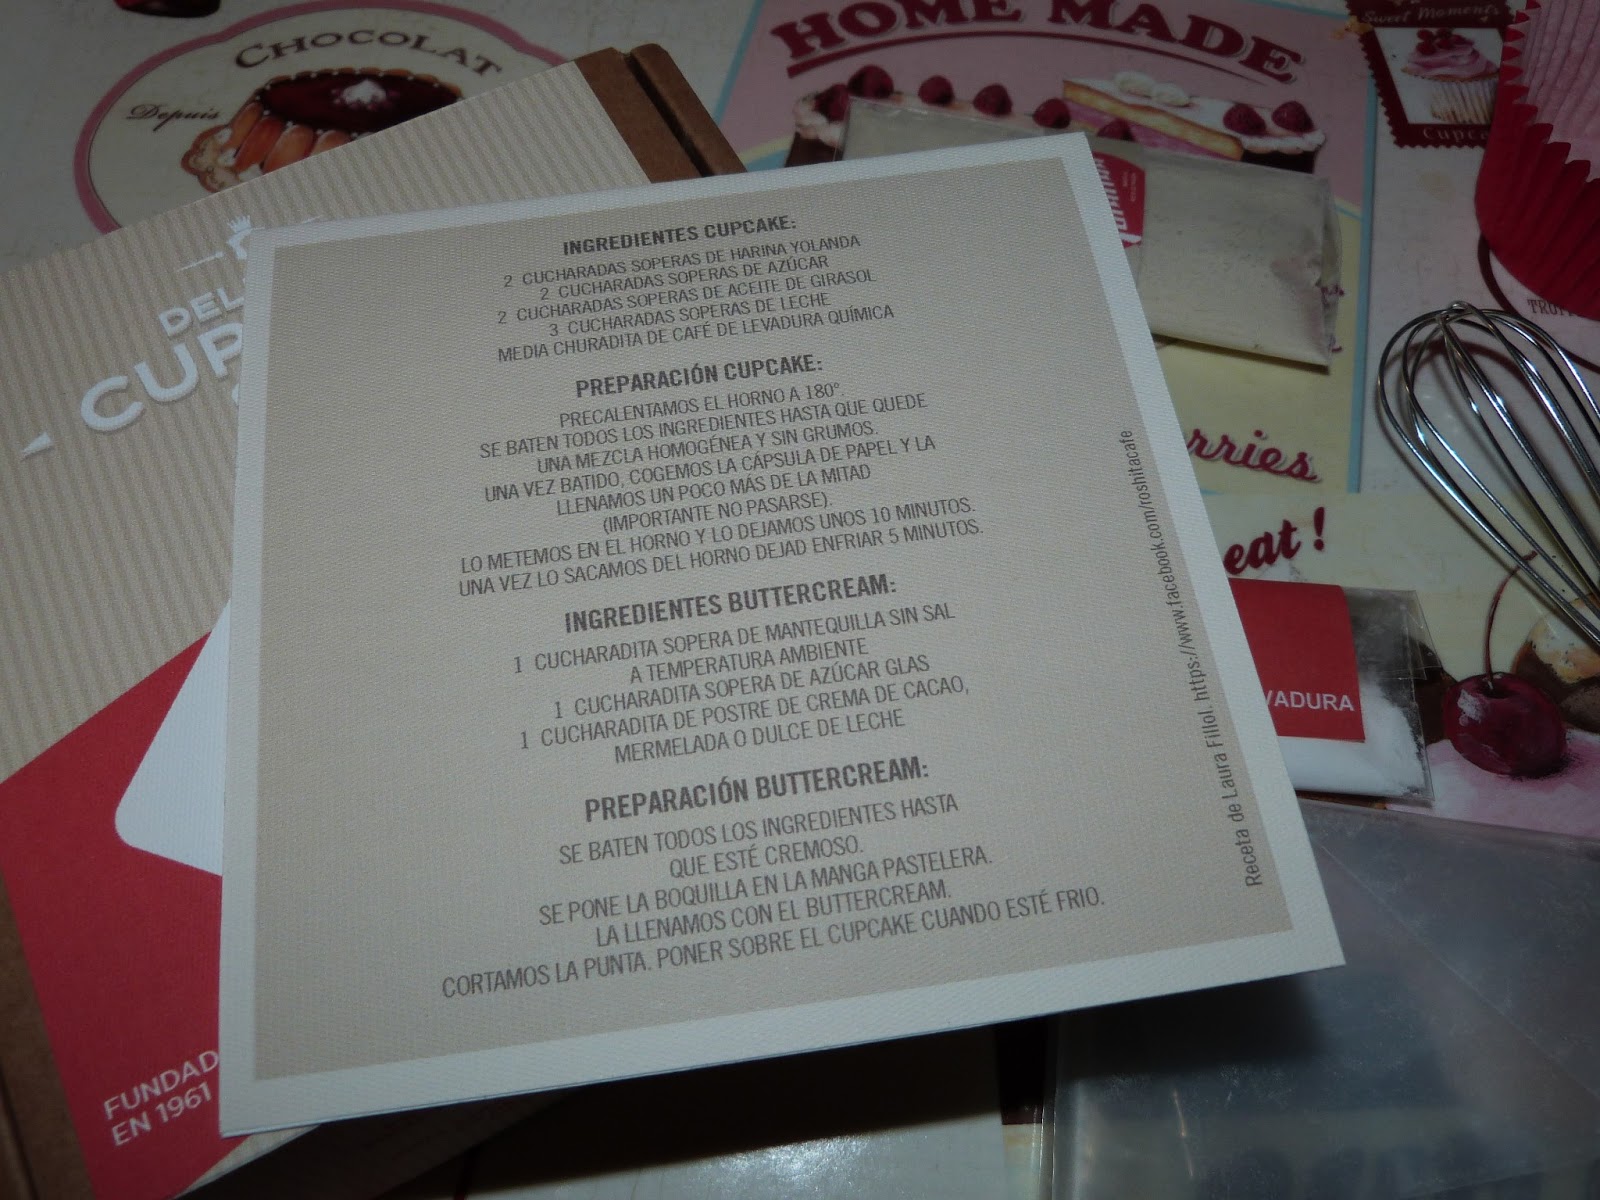 CHOCOLAT
Depuis
HOME MADE
Sweet Moments
DEL
CUP
INGREDIENTES CUPCAKE:
2 CUCHARADAS SOPERAS DE HARINA YOLANDA
2 CUCHARADAS SOPERAS DE AZÚCAR
2 CUCHARADAS SOPERAS DE ACEITE DE GIRASOL
3 CUCHARADAS SOPERAS DE LECHE
MEDIA CHURADITA DE CAFÉ DE LEVADURA QUÍMICA
PREPARACIÓN CUPCAKE:
PRECALENTAMOS EL HORNO A 180º.
SE BATEN TODOS LOS INGREDIENTES HASTA QUE QUEDE
UNA MEZCLA HOMOGÉNEA Y SIN GRUMOS.
UNA VEZ BATIDO, COGEMOS LA CÁPSULA DE PAPEL Y LA
LLENAMOS UN POCO MÁS DE LA MITAD
(IMPORTANTE NO PASARSE).
LO METEMOS EN EL HORNO Y LO DEJAMOS UNOS 10 MINUTOS.
UNA VEZ LO SACAMOS DEL HORNO DEJAD ENFRIAR 5 MINUTOS.
INGREDIENTES BUTTERCREAM:
1 CUCHARADITA SOPERA DE MANTEQUILLA SIN SAL
A TEMPERATURA AMBIENTE
1 CUCHARADITA SOPERA DE AZÚCAR GLAS
1 CUCHARADITA DE POSTRE DE CREMA DE CACAO,
MERMELADA O DULCE DE LECHE
PREPARACIÓN BUTTERCREAM:
SE BATEN TODOS LOS INGREDIENTES HASTA
QUE ESTÉ CREMOSO.
SE PONE LA BOQUILLA EN LA MANGA PASTELERA.
LA LLENAMOS CON EL BUTTERCREAM.
CORTAMOS LA PUNTA. PONER SOBRE EL CUPCAKE CUANDO ESTÉ FRIO.
Receta de Laura Fillol. https://www.facebook.com/roshitacafe
FUNDAD
EN 1961
Cupca
rries
eat !
VADURA